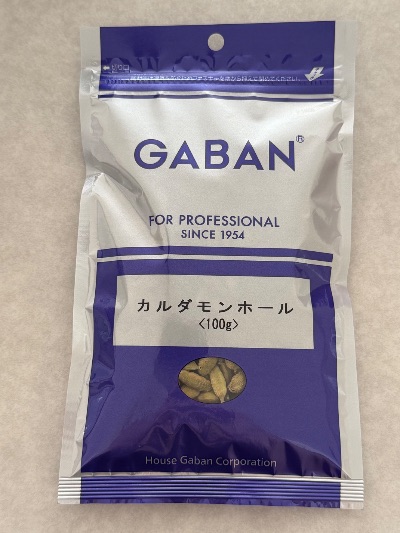 GABAN®
FOR PROFESSIONAL
SINCE 1954
カルダモンホール
<100g>
House Gaban Corporation